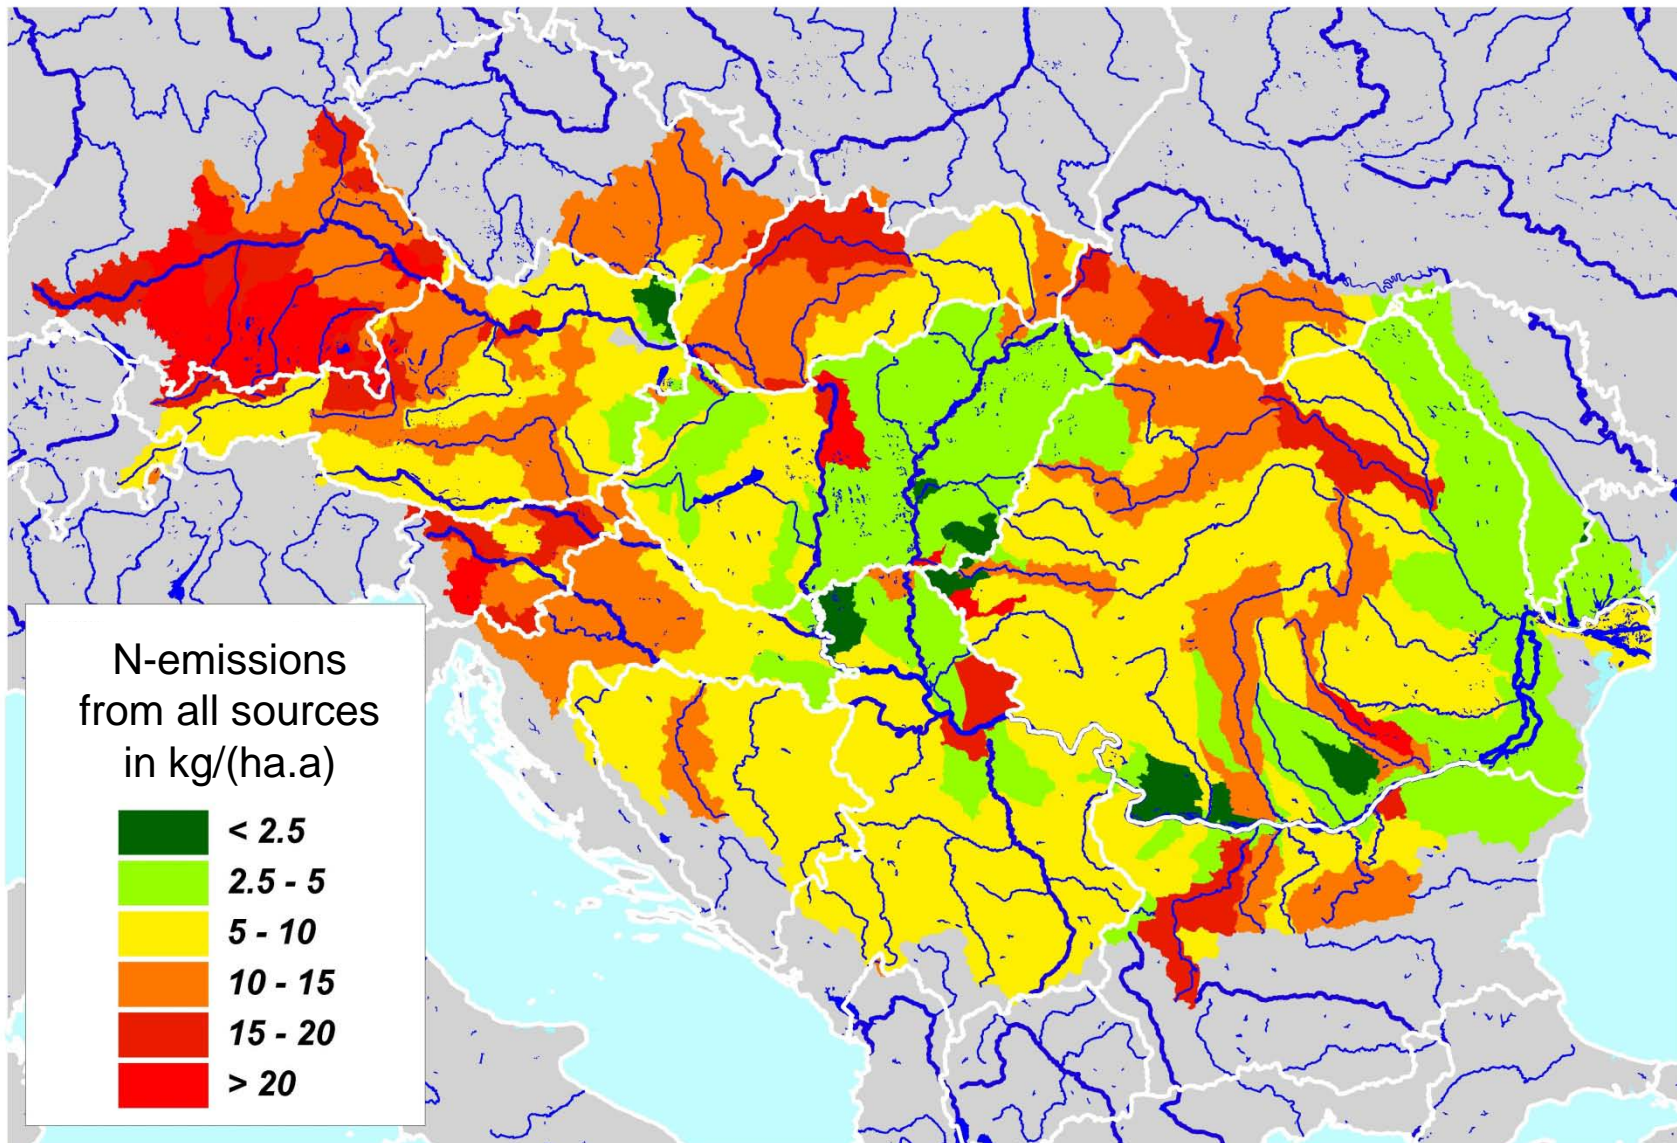 N-emissions
from all sources
in kg/(ha.a)
< 2.5
2.5 - 5
5 - 10
10 - 15
15 - 20
> 20